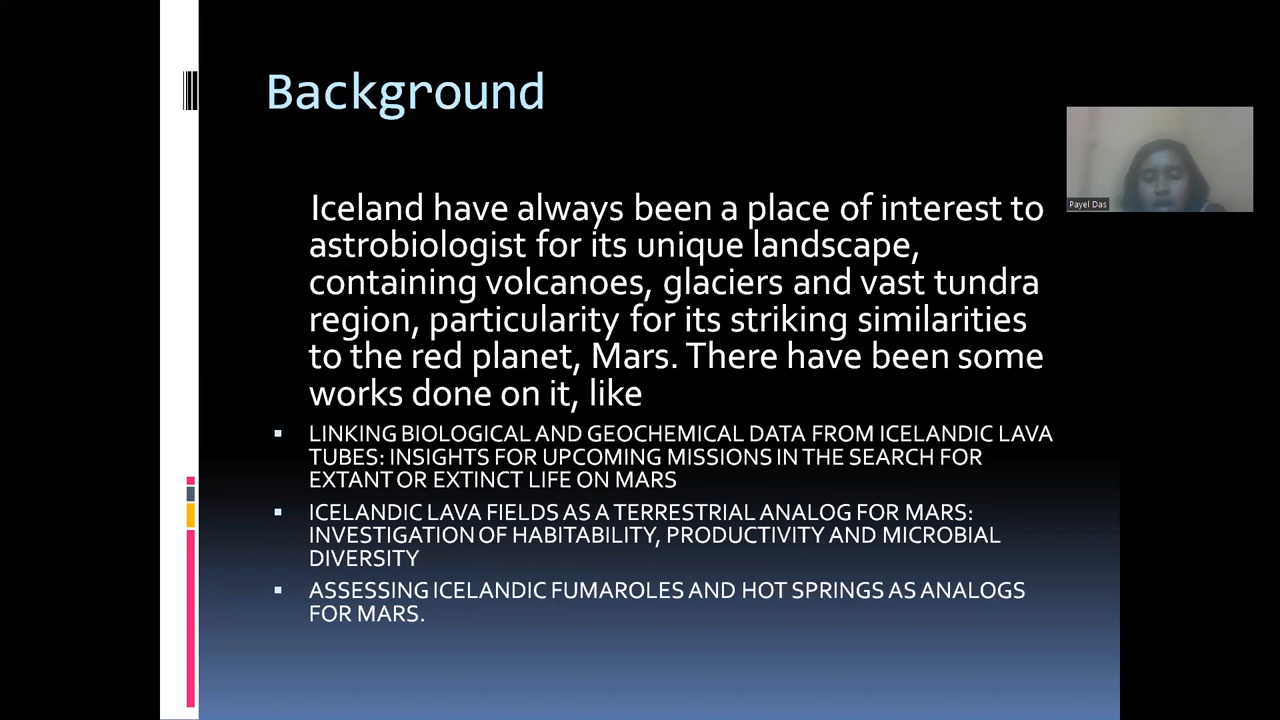 Background
Iceland have always been a place of interest to
astrobiologist for its unique landscape,
containing volcanoes, glaciers and vast tundra
region, particularity for its striking similarities
to the red planet, Mars. There have been some
works done on it, like
LINKING BIOLOGICAL AND GEOCHEMICAL DATA FROM ICELANDIC LAVA
TUBES: INSIGHTS FOR UPCOMING MISSIONS IN THE SEARCH FOR
EXTANT OR EXTINCT LIFE ON MARS
ICELANDIC LAVA FIELDS AS A TERRESTRIAL ANALOG FOR MARS:
INVESTIGATION OF HABITABILITY, PRODUCTIVITY AND MICROBIAL
DIVERSITY
ASSESSING ICELANDIC FUMAROLES AND HOT SPRINGS AS ANALOGS
FOR MARS.
Payel Das